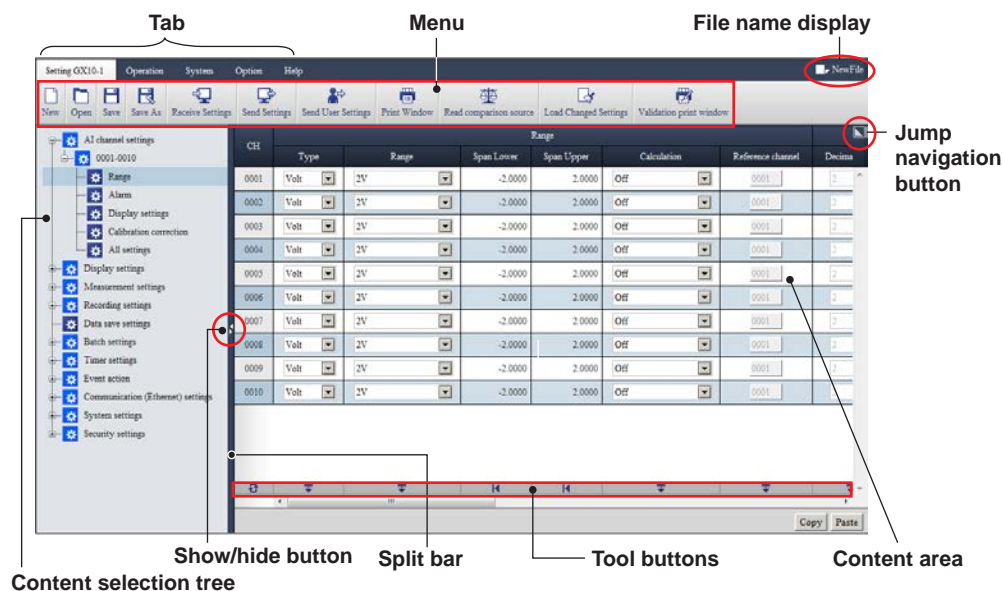 Tab
Menu
File name display
Setting GX10-1 Operation System Option Help NewFile
New Open Save Save As Receive Settings Send Settings Send User Settings Print Window Read comparison source Load Changed Settings Validation print window
Jump navigation button
AI channel settings
0001-0010
Range
Alarm
Display settings
Calibration correction
All settings
Display settings
Measurement settings
Recording settings
Data save settings
Batch settings
Timer settings
Event action
Communication (Ethernet) settings
System settings
Security settings
CH Range
Type Range Span Lower Span Upper Calculation Reference channel Decima
0001 Volt 2V -2.0000 2.0000 Off 0001 2
0002 Volt 2V -2.0000 2.0000 Off 0001 2
0003 Volt 2V -2.0000 2.0000 Off 0001 2
0004 Volt 2V -2.0000 2.0000 Off 0001 2
0005 Volt 2V -2.0000 2.0000 Off 0001 2
0006 Volt 2V -2.0000 2.0000 Off 0001 2
0007 Volt 2V -2.0000 2.0000 Off 0001 2
0008 Volt 2V -2.0000 2.0000 Off 0001 2
0009 Volt 2V -2.0000 2.0000 Off 0001 2
0010 Volt 2V -2.0000 2.0000 Off 0001 2
Copy Paste
Show/hide button
Split bar
Tool buttons
Content area
Content selection tree